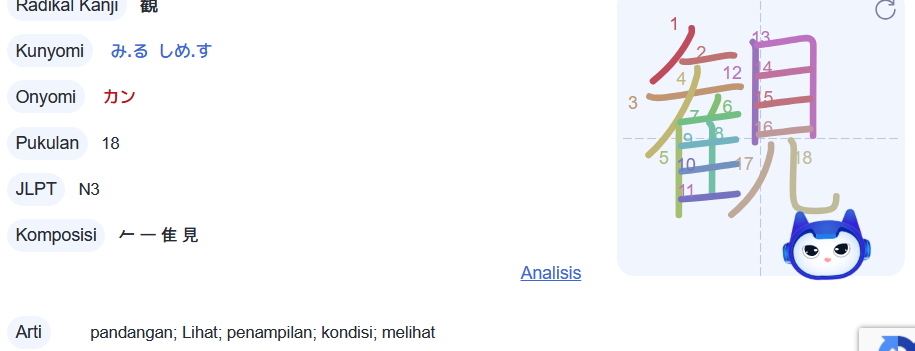 Radikal Kanji 観
Kunyomi み.る しめ.す
Onyomi カン
Pukulan 18
JLPT N3
Komposisi 𠂉 一 隹 見
Analisis
Arti pandangan; Lihat; penampilan; kondisi; melihat
1
2
3
4
5
6
7
8
9
10
11
12
13
14
15
16
17
18